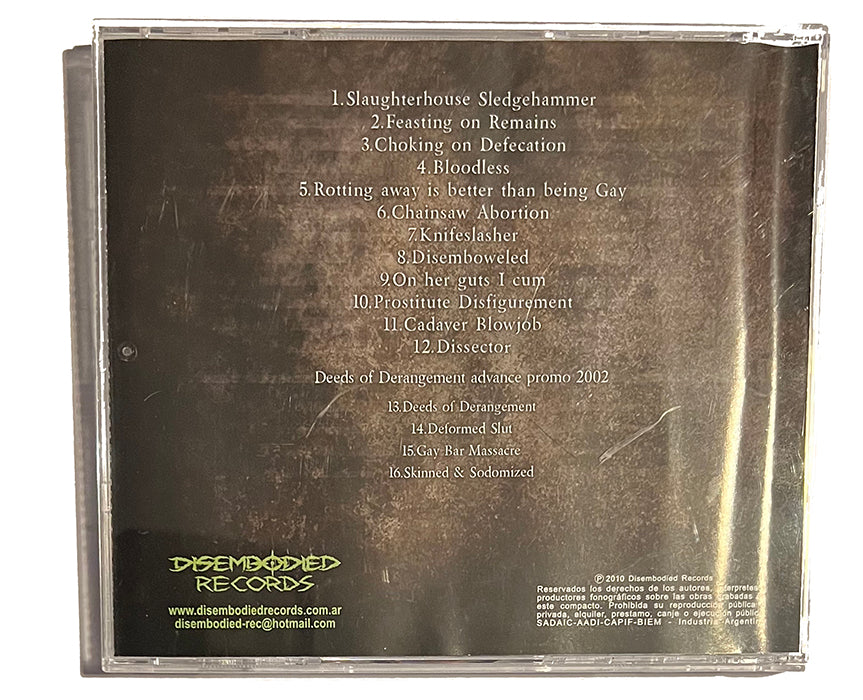 1.Slaughterhouse Sledgehammer
2.Feasting on Remains
3.Choking on Defecation
4.Bloodless
5.Rotting away is better than being Gay
6.Chainsaw Abortion
7.Knifeslasher
8.Disemboweled
9.On her guts I cum
10.Prostitute Disfigurement
11.Cadaver Blowjob
12.Dissector
Deeds of Derangement advance promo 2002
13.Deeds of Derangement
14.Deformed Slut
15.Gay Bar Massacre
16.Skinned & Sodomized
DISEMBODIED
RECORDS
www.disembodiedrecords.com.ar
disembodied-rec@hotmail.com
Ⓟ2010 Disembodied Records
Reservados los derechos de los autores, interpretes
productores fonográficos sobre las obras grabadas
este compacto. Prohibida su reproducción pública
privada, elquiler, prestamo, canje o ejecución
SADAIC-AADI-CAPIF-BIEM - Industria